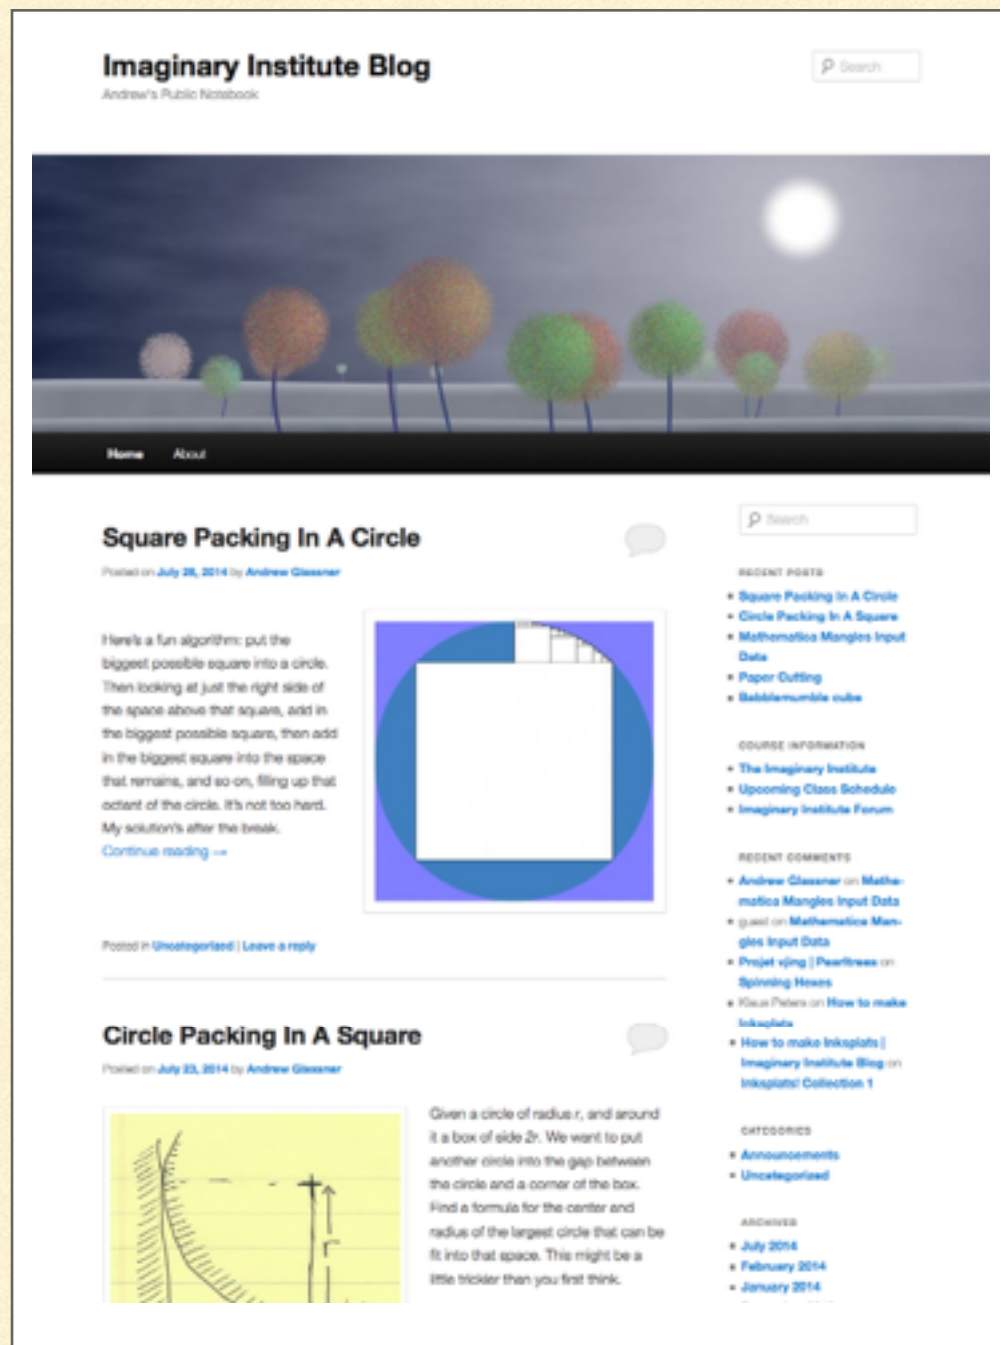 Imaginary Institute Blog
Andrew's Public Notebook
Search
Home About
Square Packing In A Circle
Posted on July 28, 2014 by Andrew Glassner
Here's a fun algorithm: put the
biggest possible square into a circle.
Then looking at just the right side of
the space above that square, add in
the biggest possible square, then add
in the biggest square into the space
that remains, and so on, filling up that
octant of the circle. It's not too hard.
My solution's after the break.
Continue reading →
Posted in Uncategorized | Leave a reply
Circle Packing In A Square
Posted on July 23, 2014 by Andrew Glassner
Given a circle of radius r, and around
it a box of side 2r. We want to put
another circle into the gap between
the circle and a corner of the box.
Find a formula for the center and
radius of the largest circle that can be
fit into that space. This might be a
little trickier than you first think.
r
Search
RECENT POSTS
Square Packing In A Circle
Circle Packing In A Square
Mathematica Mangles Input
Data
Paper Cutting
Babblemumble cube
COURSE INFORMATION
The Imaginary Institute
Upcoming Class Schedule
Imaginary Institute Forum
RECENT COMMENTS
Andrew Glassner on Mathe-
matica Mangles Input Data
guest on Mathematica Man-
gles Input Data
Projet vjing | Pearltrees on
Spinning Hexes
Klaus Peters on How to make
Inksplats
How to make Inksplats |
Imaginary Institute Blog on
Inksplats! Collection 1
CATEGORIES
Announcements
Uncategorized
ARCHIVES
July 2014
February 2014
January 2014